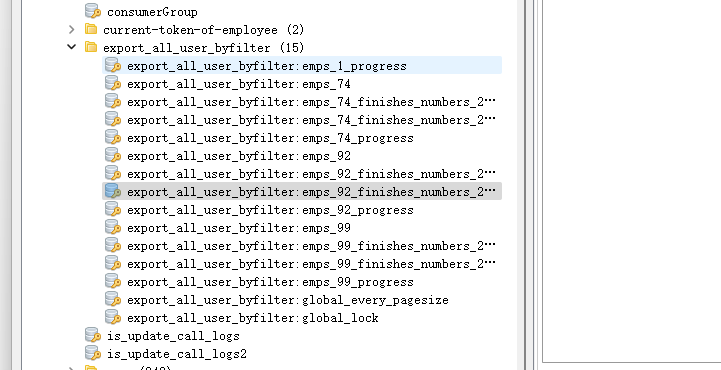 consumerGroup
current-token-of-employee (2)
export_all_user_byfilter (15)
export_all_user_byfilter:emps_1_progress
export_all_user_byfilter:emps_74
export_all_user_byfilter:emps_74_finishes_numbers_2…
export_all_user_byfilter:emps_74_finishes_numbers_2…
export_all_user_byfilter:emps_74_progress
export_all_user_byfilter:emps_92
export_all_user_byfilter:emps_92_finishes_numbers_2…
export_all_user_byfilter:emps_92_finishes_numbers_2…
export_all_user_byfilter:emps_92_progress
export_all_user_byfilter:emps_99
export_all_user_byfilter:emps_99_finishes_numbers_2…
export_all_user_byfilter:emps_99_finishes_numbers_2…
export_all_user_byfilter:emps_99_progress
export_all_user_byfilter:global_every_pagesize
export_all_user_byfilter:global_lock
is_update_call_logs
is_update_call_logs2